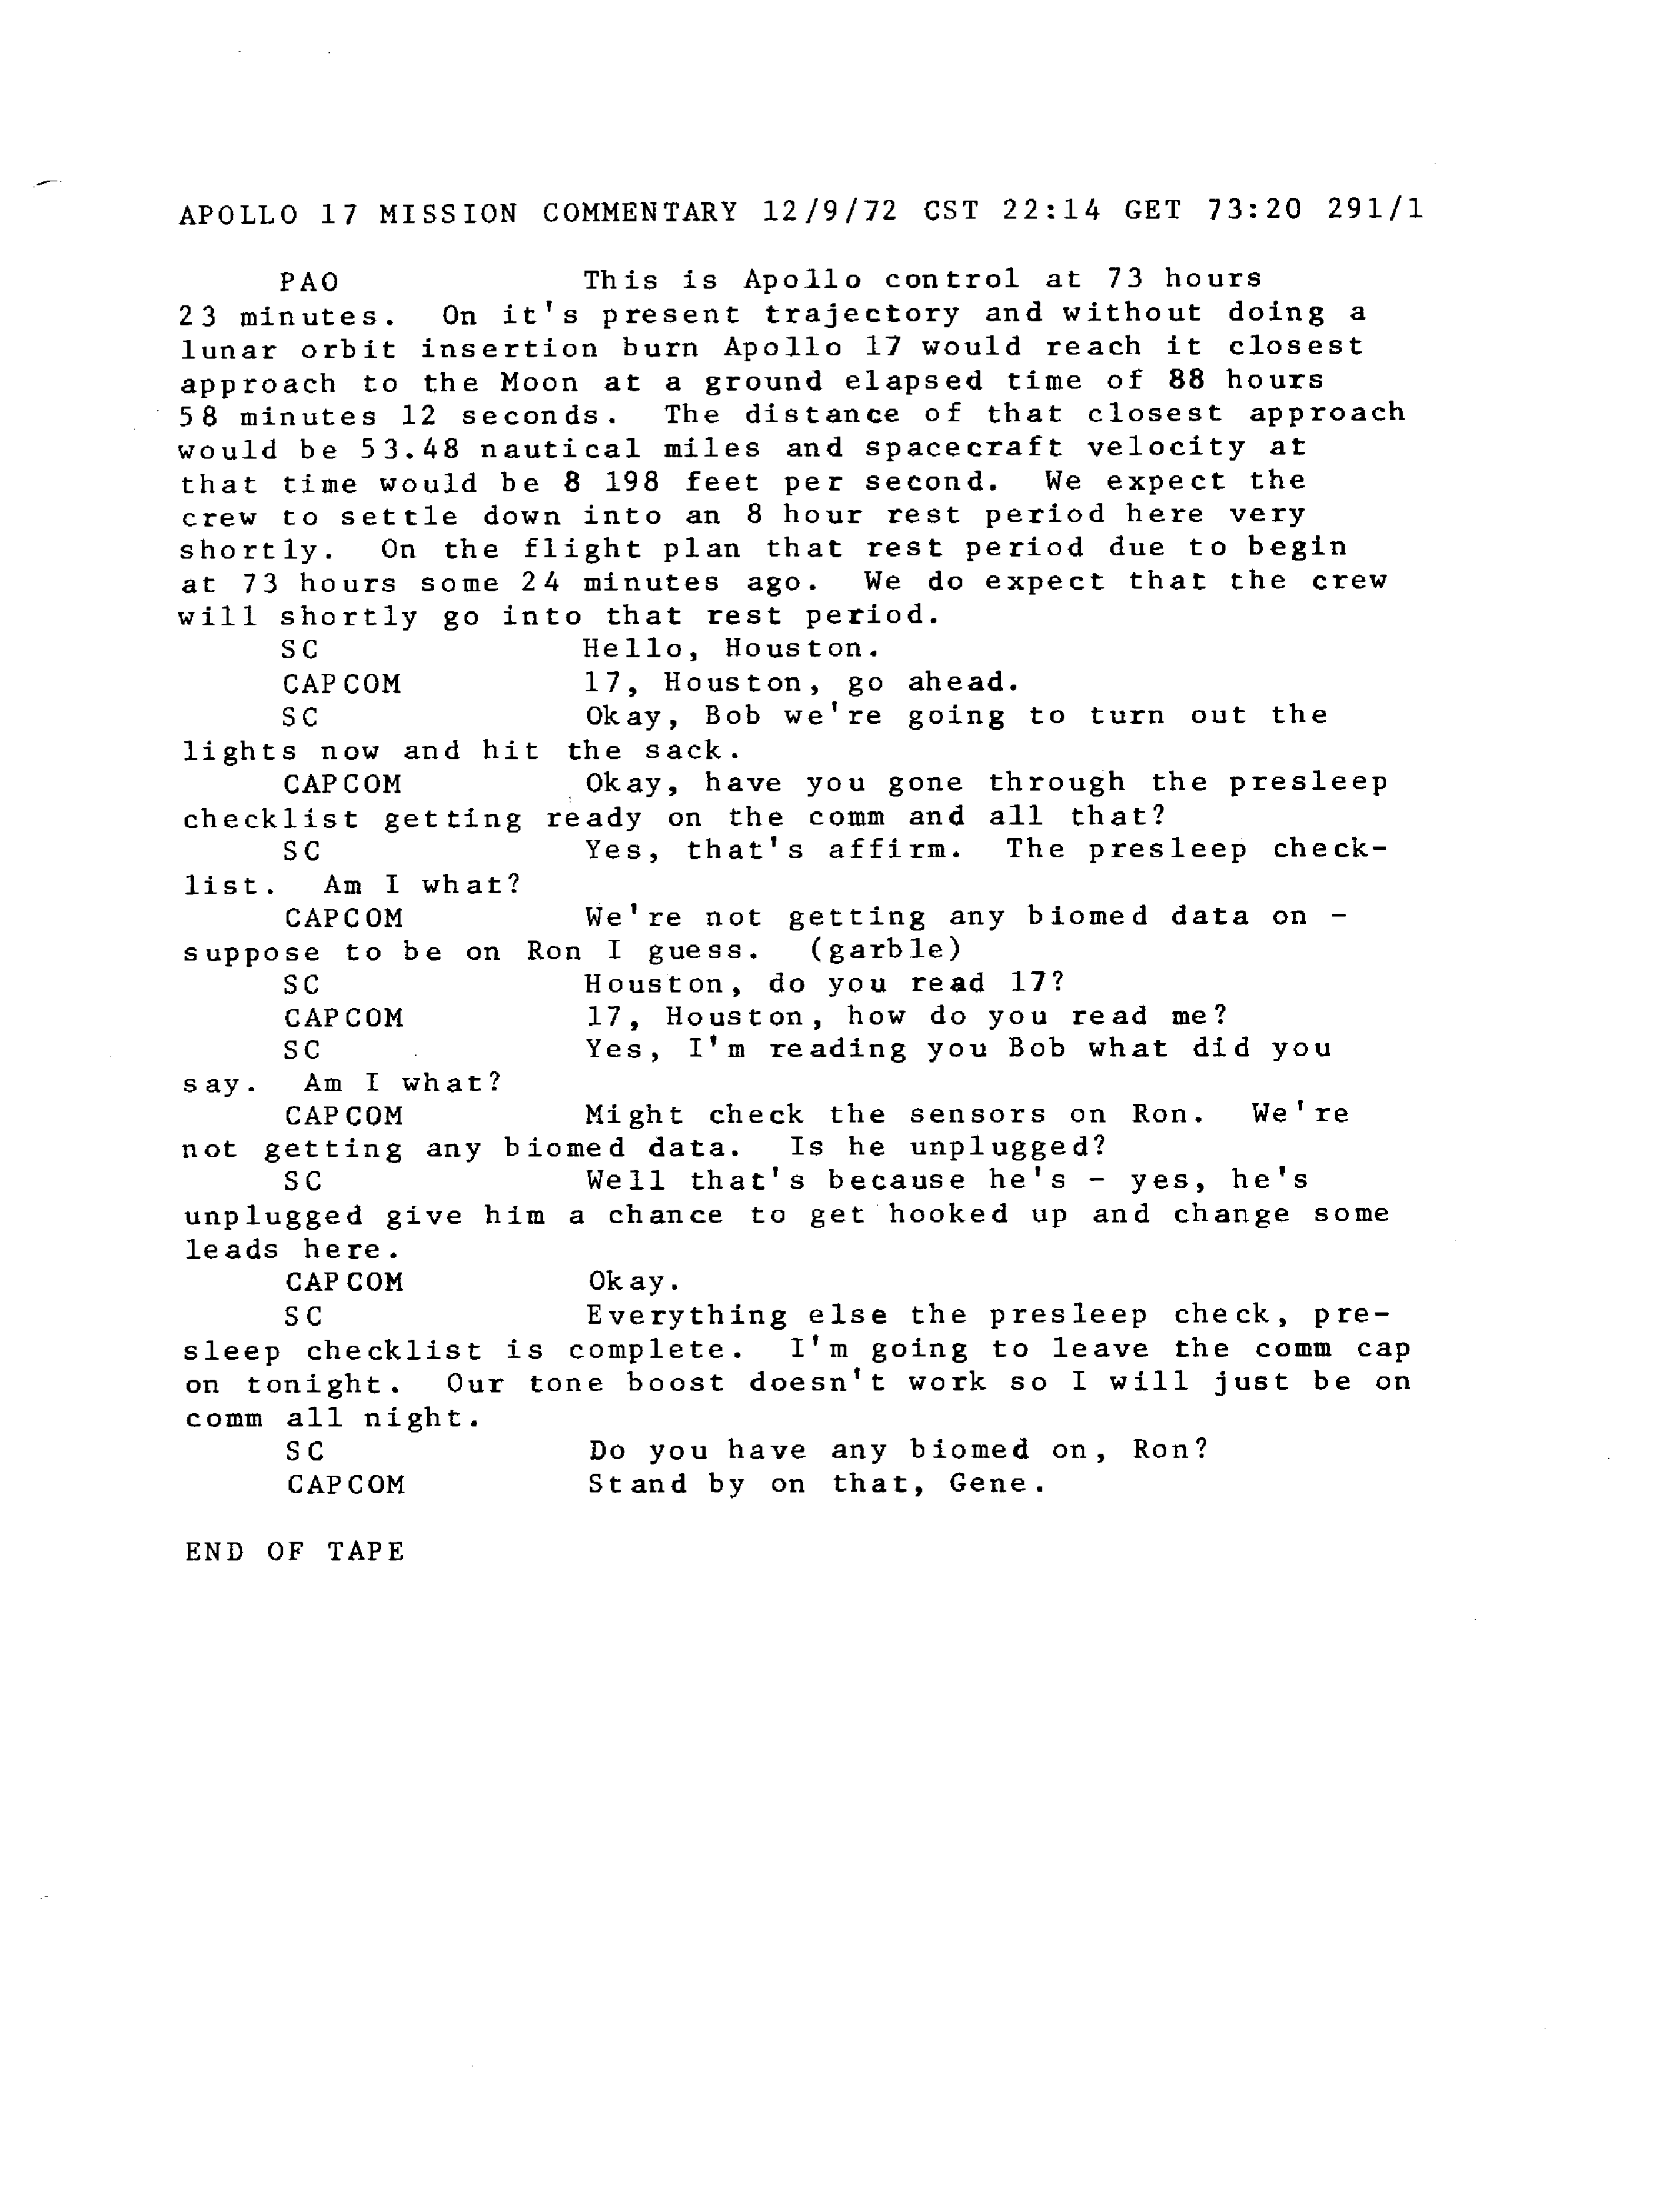 APOLLO 17 MISSION COMMENTARY 12/9/72 CST 22:14 GET 73:20 291/1
PAO This is Apollo control at 73 hours
23 minutes. On it's present trajectory and without doing a
lunar orbit insertion burn Apollo 17 would reach it closest
approach to the Moon at a ground elapsed time of 88 hours
58 minutes 12 seconds. The distance of that closest approach
would be 53.48 nautical miles and spacecraft velocity at
that time would be 8 198 feet per second. We expect the
crew to settle down into an 8 hour rest period here very
shortly. On the flight plan that rest period due to begin
at 73 hours some 24 minutes ago. We do expect that the crew
will shortly go into that rest period.
SC Hello, Houston.
CAPCOM 17, Houston, go ahead.
SC Okay, Bob we're going to turn out the
lights now and hit the sack.
CAPCOM Okay, have you gone through the presleep
checklist getting ready on the comm and all that?
SC Yes, that's affirm. The presleep check-
list. Am I what?
CAPCOM We're not getting any biomed data on -
suppose to be on Ron I guess. (garble)
SC Houston, do you read 17?
CAPCOM 17, Houston, how do you read me?
SC Yes, I'm reading you Bob what did you
say. Am I what?
CAPCOM Might check the sensors on Ron. We're
not getting any biomed data. Is he unplugged?
SC Well that's because he's - yes, he's
unplugged give him a chance to get hooked up and change some
leads here.
CAPCOM Okay.
SC Everything else the presleep check, pre-
sleep checklist is complete. I'm going to leave the comm cap
on tonight. Our tone boost doesn't work so I will just be on
comm all night.
SC Do you have any biomed on, Ron?
CAPCOM Stand by on that, Gene.
END OF TAPE